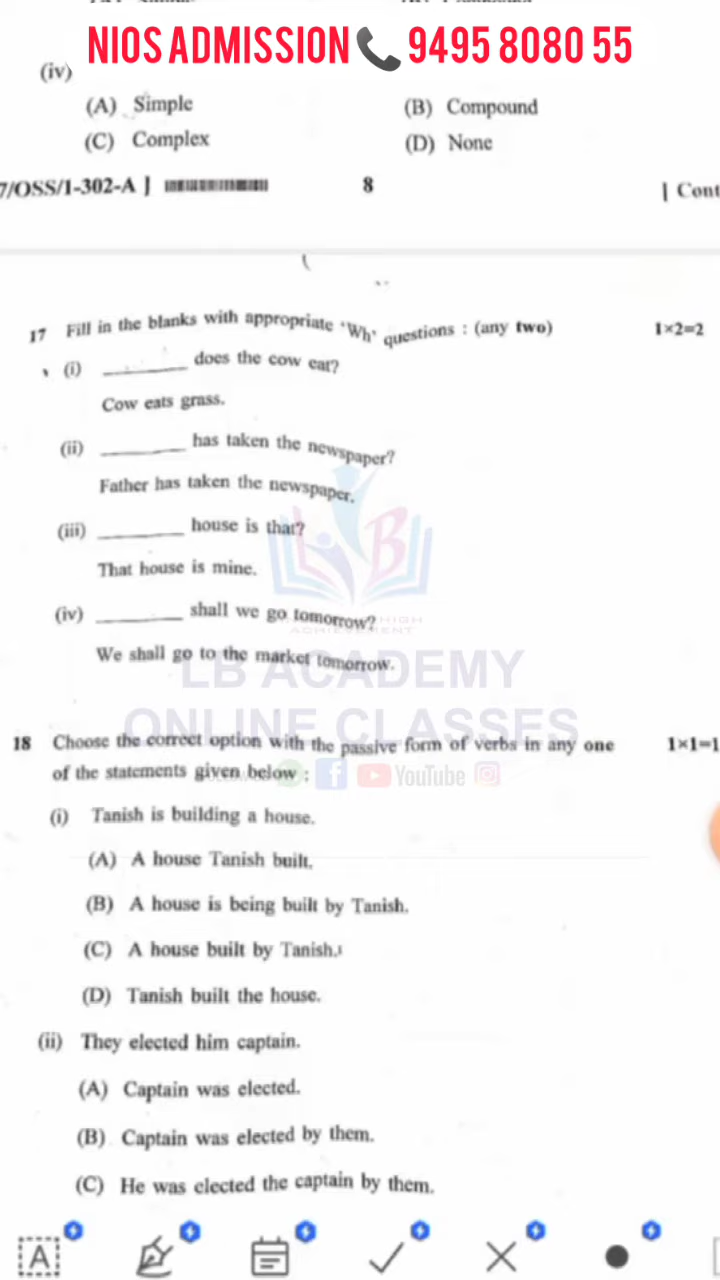 NIOS ADMISSION 📞 9495 8080 55
(iv)
(A) Simple (B) Compound
(C) Complex (D) None
7/OSS/1-302-A ] 8 [ Cont
17 Fill in the blanks with appropriate 'Wh' questions : (any two) 1×2=2
(i) ______ does the cow eat?
Cow eats grass.
(ii) ______ has taken the newspaper?
Father has taken the newspaper.
(iii) ______ house is that?
That house is mine.
(iv) ______ shall we go tomorrow?
HIGH
ACHIEVEMENT
We shall go to the market tomorrow.
LB ACADEMY
ONLINE CLASSES
18 Choose the correct option with the passive form of verbs in any one 1×1=1
of the statements given below :
YouTube
(i) Tanish is building a house.
(A) A house Tanish built.
(B) A house is being built by Tanish.
(C) A house built by Tanish.
(D) Tanish built the house.
(ii) They elected him captain.
(A) Captain was elected.
(B) Captain was elected by them.
(C) He was elected the captain by them.
A